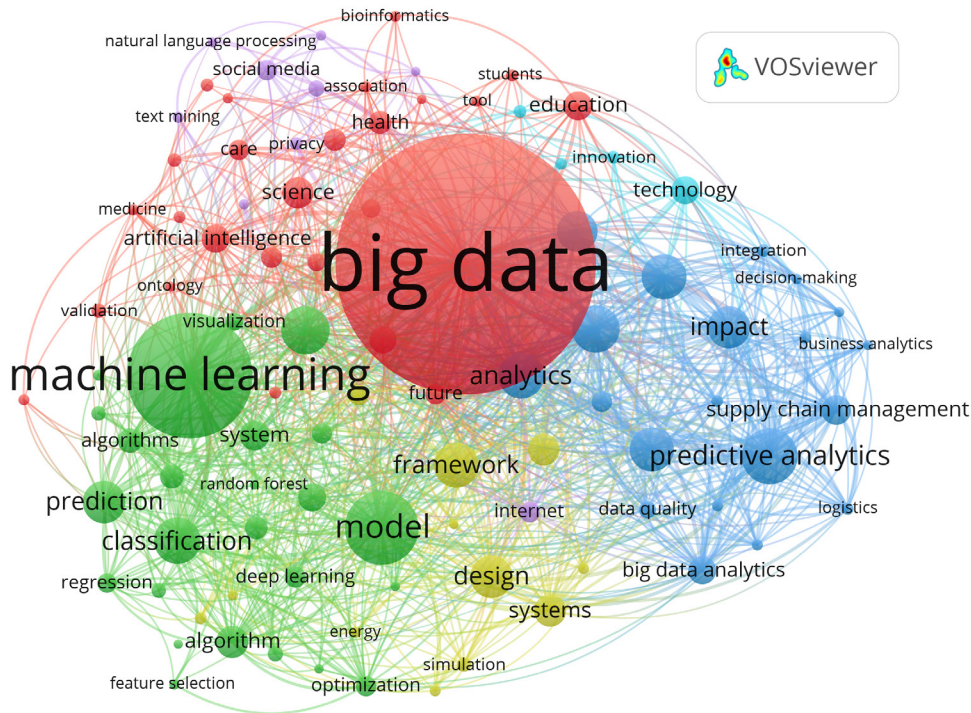 bioinformatics
natural language processing
social media
VOSviewer
students
association
tool
education
text mining
health
privacy
care
innovation
science
technology
medicine
artificial intelligence
big data
integration
decision-making
ontology
validation
visualization
impact
business analytics
machine learning
analytics
future
supply chain management
algorithms
system
framework
predictive analytics
random forest
prediction
internet
data quality
logistics
model
classification
regression
deep learning
design
big data analytics
systems
energy
algorithm
simulation
feature selection
optimization